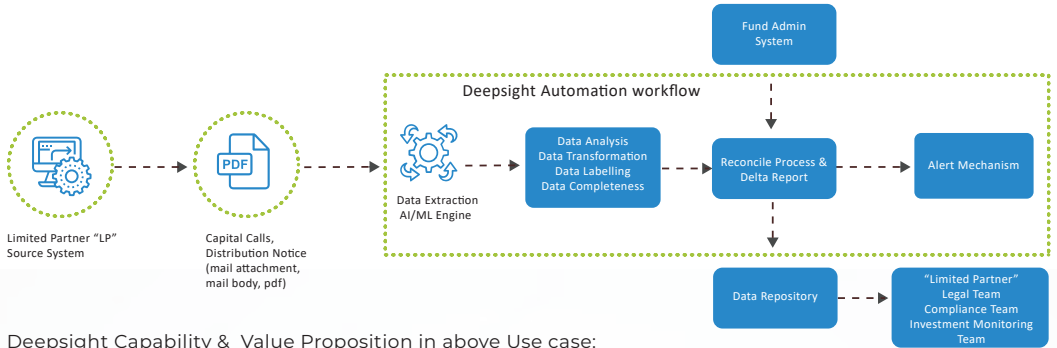 Fund Admin
System
Deepsight Automation workflow
PDF
Data Extraction
AI/ML Engine
Data Analysis
Data Transformation
Data Labelling
Data Completeness
Reconcile Process &
Delta Report
Alert Mechanism
Limited Partner “LP”
Source System
Capital Calls,
Distribution Notice
(mail attachment,
mail body, pdf)
Data Repository
“Limited Partner”
Legal Team
Compliance Team
Investment Monitoring
Team
Deepsight Capability & Value Proposition in above Use case: